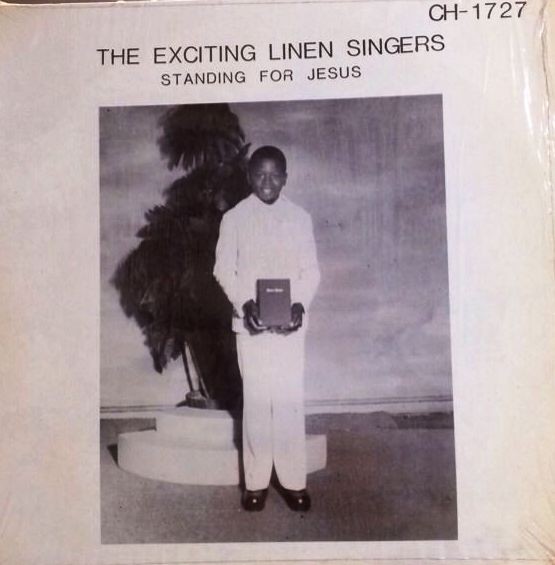 CH-1727
THE EXCITING LINEN SINGERS
STANDING FOR JESUS